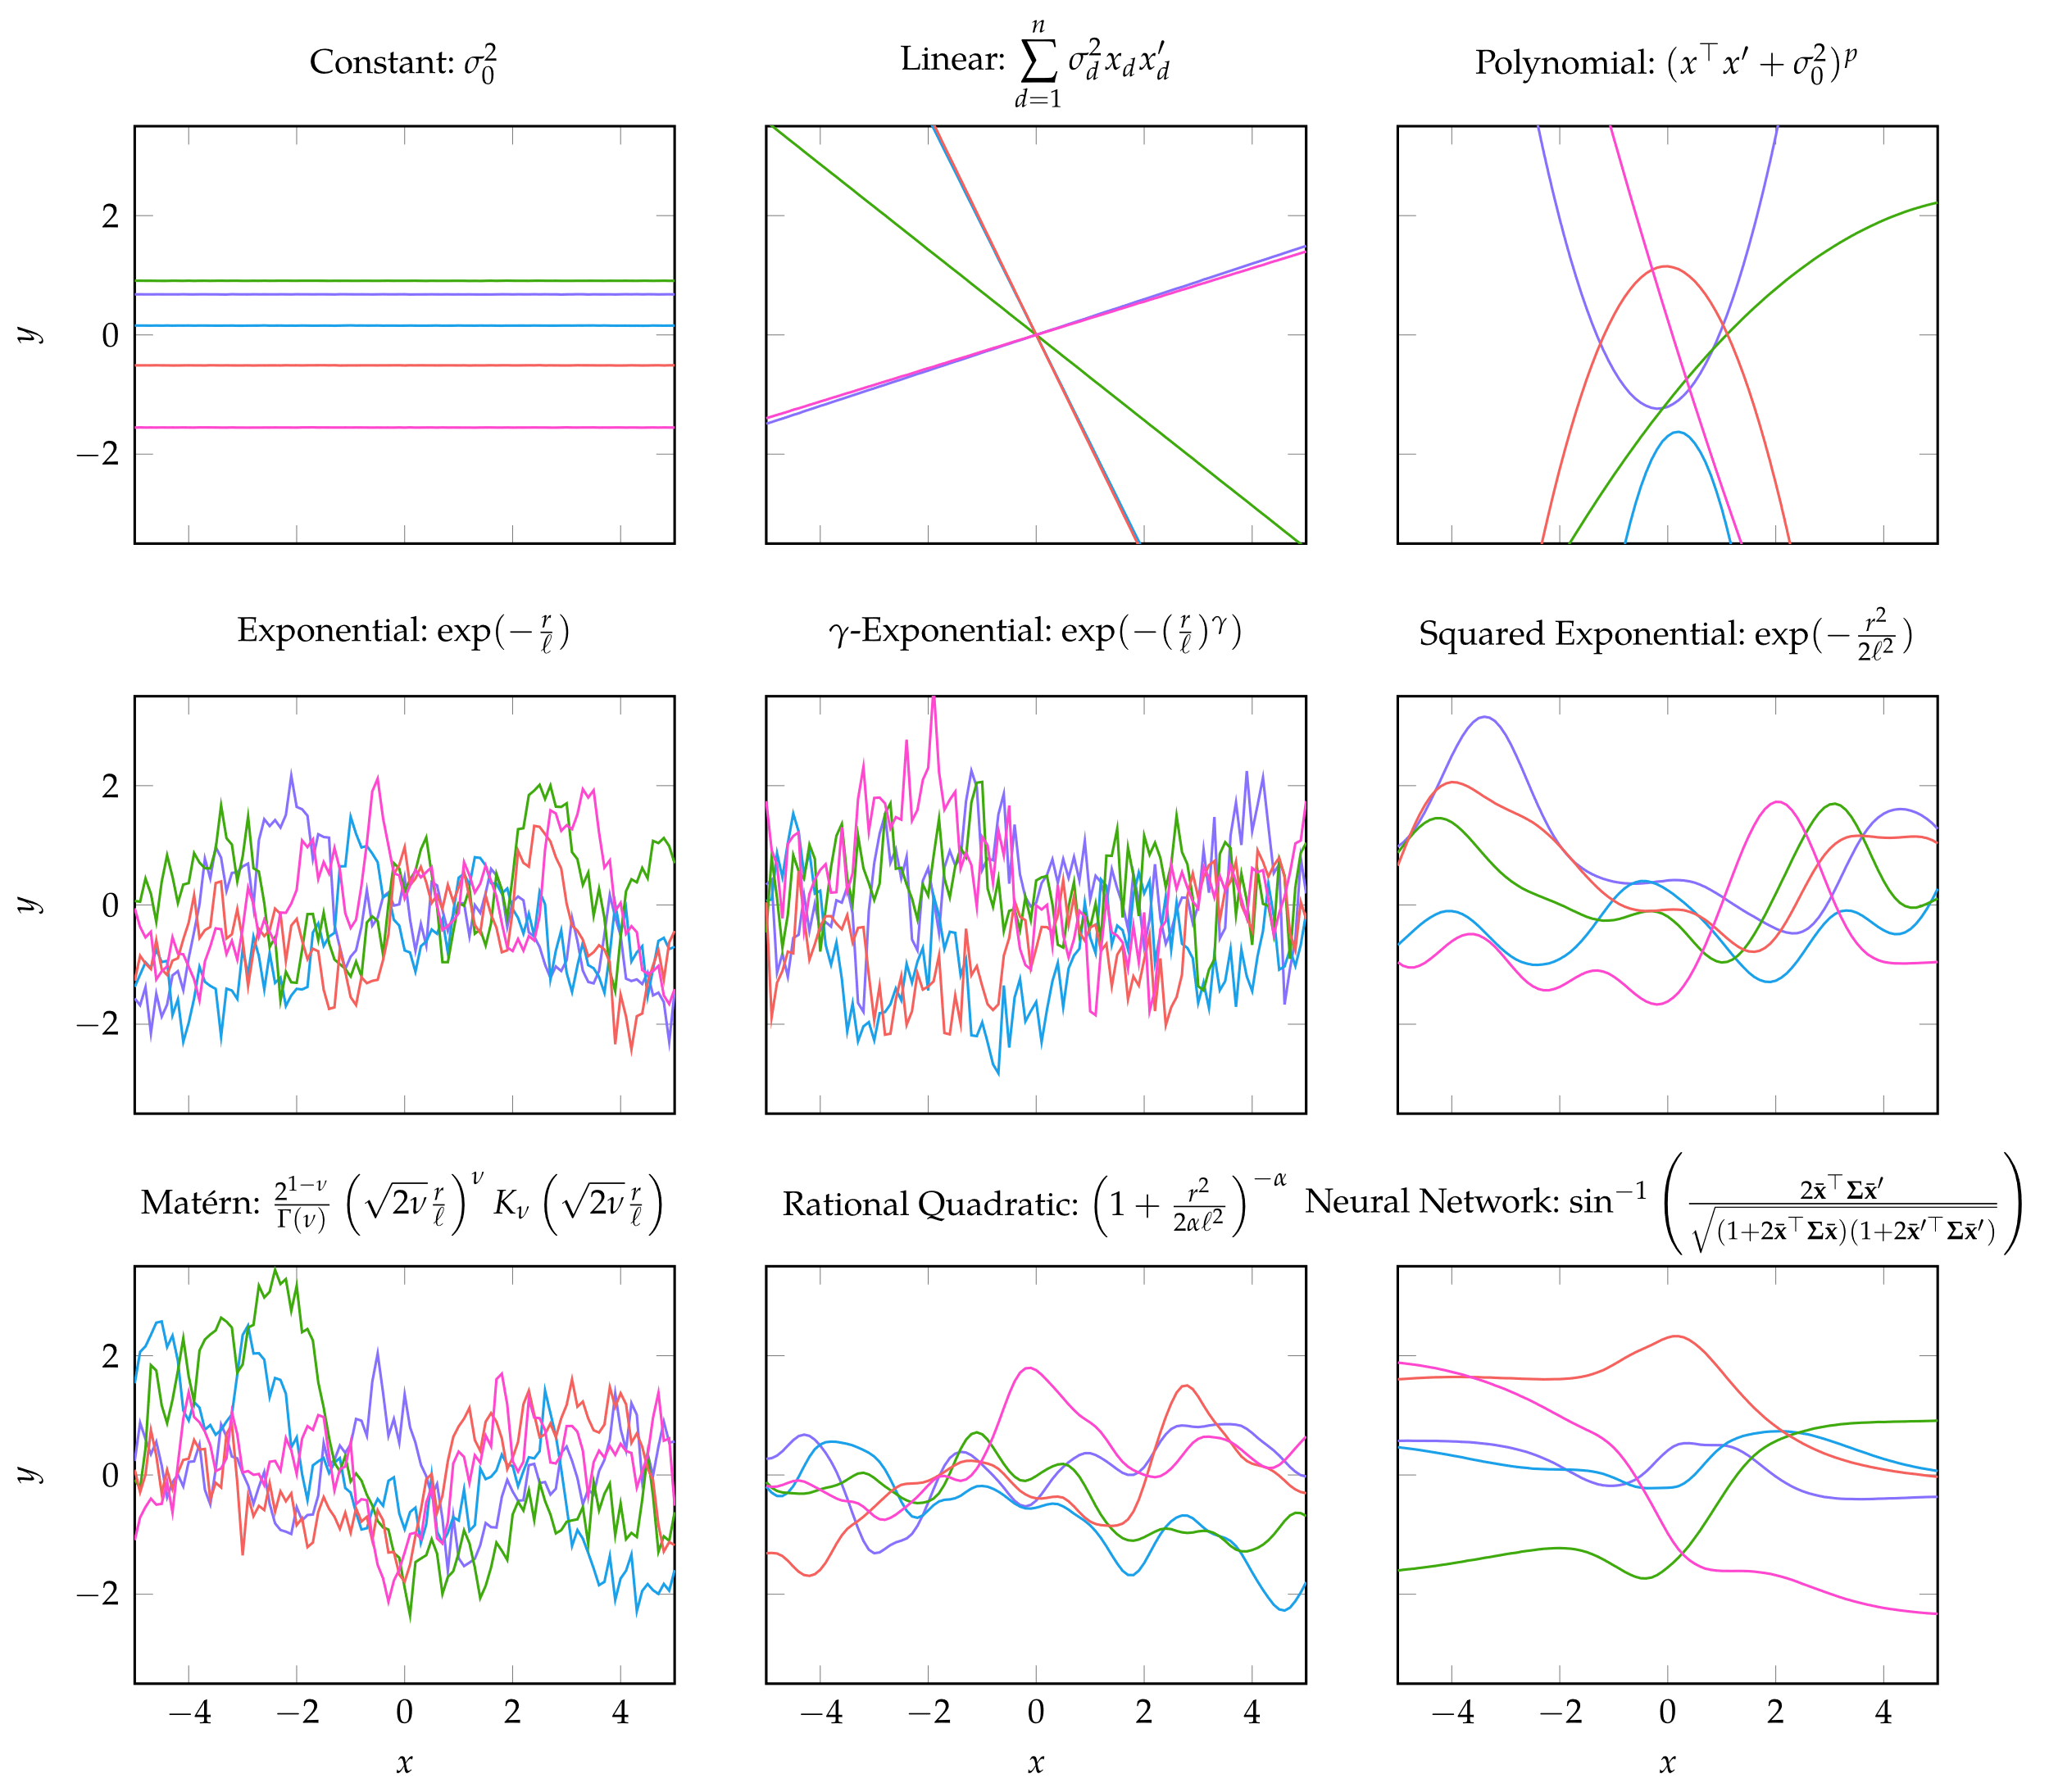 Constant: σ₀²
Linear: ∑_{d=1}^{n} σ_d² x_d x′_d
Polynomial: (x⊤x′ + σ₀²)^p
2
0
−2
y
Exponential: exp(−r/ℓ)
γ-Exponential: exp(−(r/ℓ)^γ)
Squared Exponential: exp(−r²/2ℓ²)
2
0
−2
y
Matérn: 2^{1−ν}/Γ(ν) (√2ν r/ℓ)^ν K_ν (√2ν r/ℓ)
Rational Quadratic: (1 + r²/2αℓ²)^{−α}
Neural Network: sin⁻¹ (2x̄⊤Σx̄′ / √(1+2x̄⊤Σx̄)(1+2x̄′⊤Σx̄′))
2
0
−2
y
−4 −2 0 2 4
−4 −2 0 2 4
−4 −2 0 2 4
x
x
x